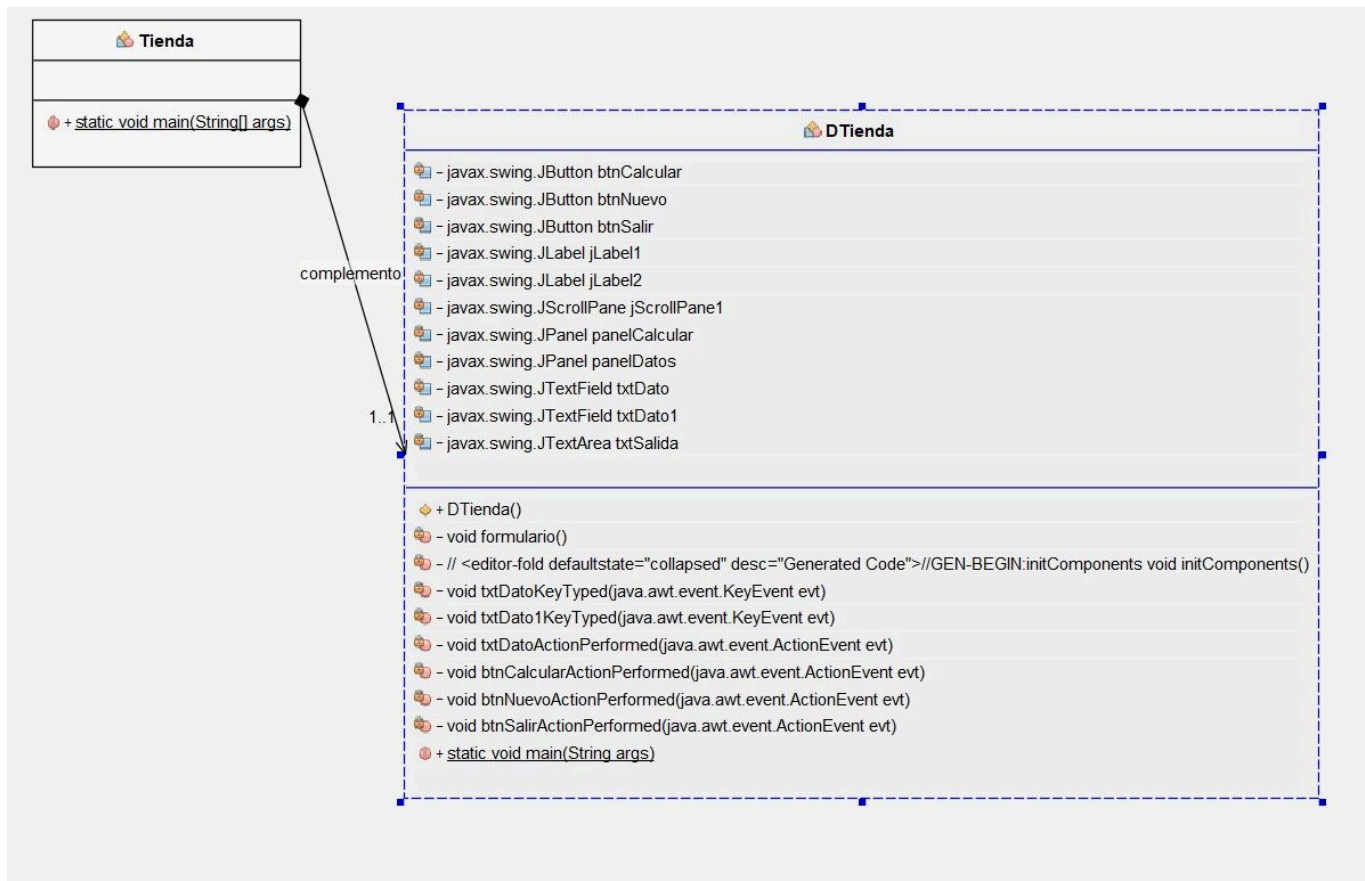 Tienda
+ static void main(String[] args)
complemento
1..1
DTienda
- javax.swing.JButton btnCalcular
- javax.swing.JButton btnNuevo
- javax.swing.JButton btnSalir
- javax.swing.JLabel jLabel1
- javax.swing.JLabel jLabel2
- javax.swing.JScrollPane jScrollPane1
- javax.swing.JPanel panelCalcular
- javax.swing.JPanel panelDatos
- javax.swing.JTextField txtDato
- javax.swing.JTextField txtDato1
- javax.swing.JTextArea txtSalida
+ DTienda()
- void formulario()
- // <editor-fold defaultstate="collapsed" desc="Generated Code">//GEN-BEGIN:initComponents void initComponents()
- void txtDatoKeyTyped(java.awt.event.KeyEvent evt)
- void txtDato1KeyTyped(java.awt.event.KeyEvent evt)
- void txtDatoActionPerformed(java.awt.event.ActionEvent evt)
- void btnCalcularActionPerformed(java.awt.event.ActionEvent evt)
- void btnNuevoActionPerformed(java.awt.event.ActionEvent evt)
- void btnSalirActionPerformed(java.awt.event.ActionEvent evt)
+ static void main(String args)